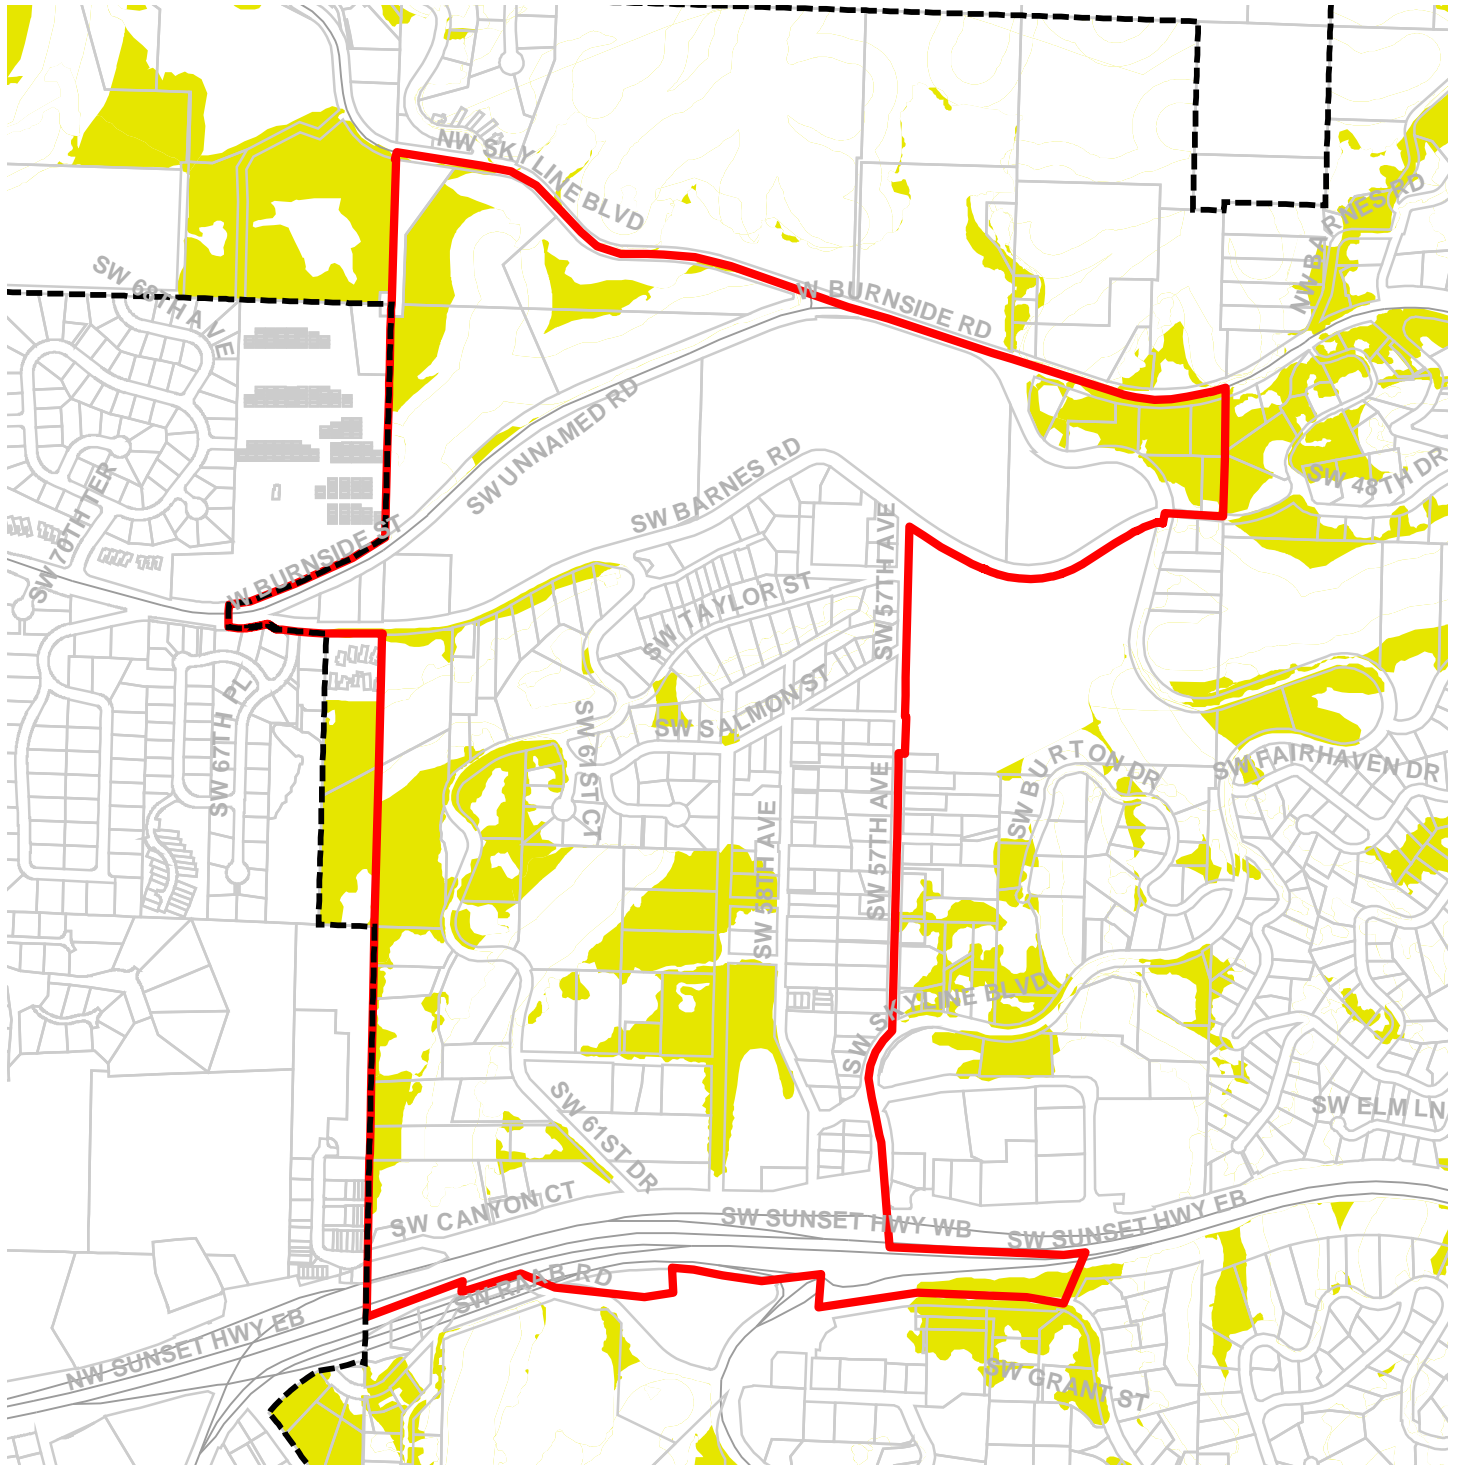 NW SKYLINE BLVD
NW BARNES RD
SW 68TH AVE
W BURNSIDE RD
SW UNNAMED RD
SW BARNES RD
SW 48TH DR
SW 70TH TER
W BURNSIDE ST
SW 57TH AVE
SW TAYLOR ST
SW 67TH PL
SW SALMON ST
SW 61ST CT
SW BURTON DR
SW FAIRHAVEN DR
SW 58TH AVE
SW 57TH AVE
SW SKYLINE BLVD
SW 61ST DR
SW ELM LN
SW CANYON CT
SW SUNSET HWY WB
SW SUNSET HWY EB
SW RAAB RD
NW SUNSET HWY EB
SW GRANT ST